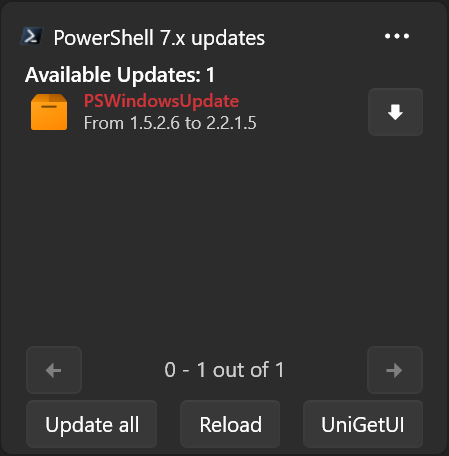 PowerShell 7.x updates
Available Updates: 1
PSWindowsUpdate
From 1.5.2.6 to 2.2.1.5
0 - 1 out of 1
Update all
Reload
UniGetUI